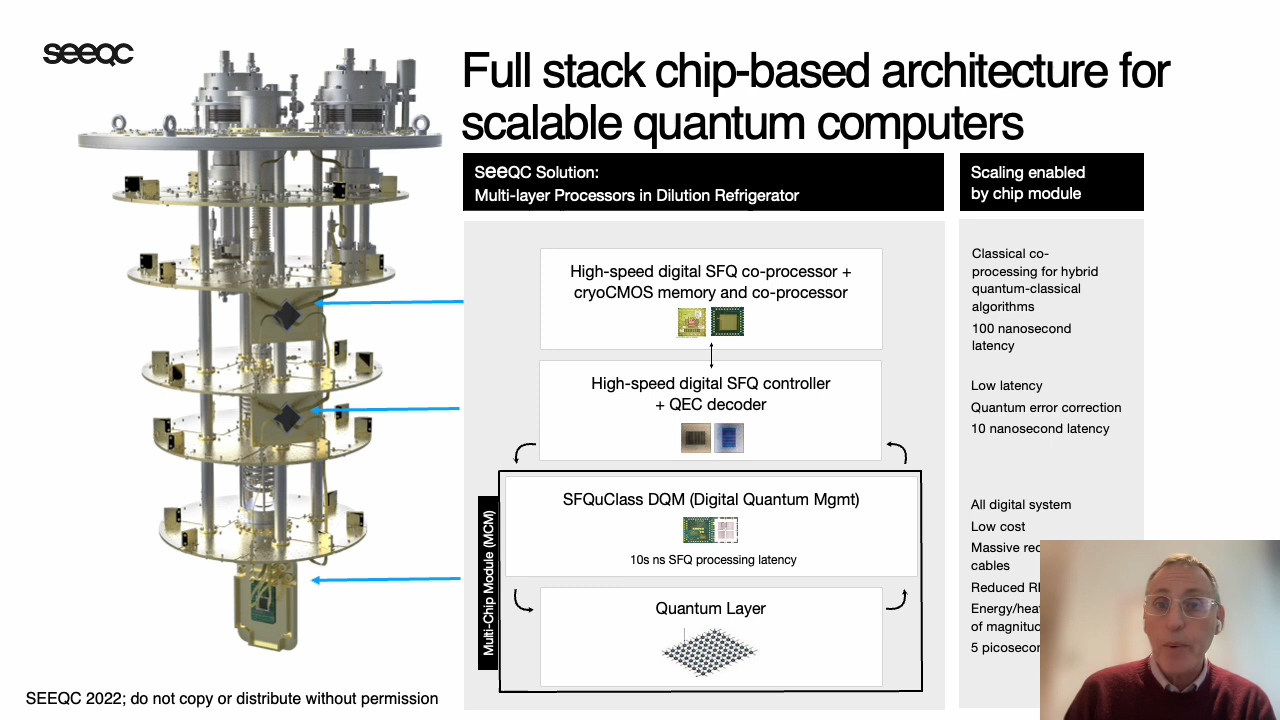 seeQC
Full stack chip-based architecture for
scalable quantum computers
seeQC Solution:
Multi-layer Processors in Dilution Refrigerator
Scaling enabled
by chip module
High-speed digital SFQ co-processor +
cryoCMOS memory and co-processor
High-speed digital SFQ controller
+ QEC decoder
Multi-Chip Module (MCM)
SFQuClass DQM (Digital Quantum Mgmt)
10s ns SFQ processing latency
Quantum Layer
Classical co-
processing for hybrid
quantum-classical
algorithms
100 nanosecond
latency
Low latency
Quantum error correction
10 nanosecond latency
All digital system
Low cost
Massive
cables
Reduced
of
5
SEEQC 2022; do not copy or distribute without permission